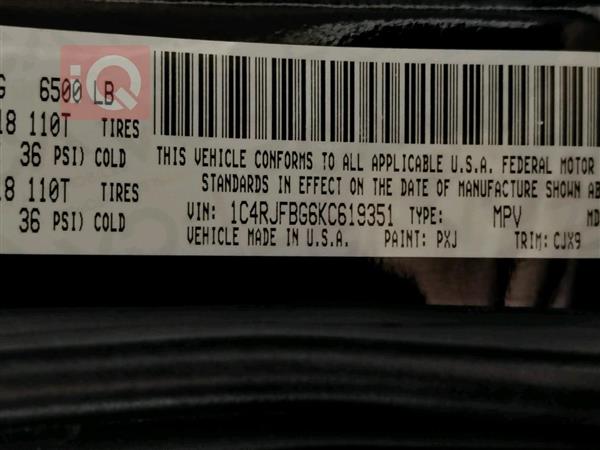 iQ
G 6500 LB
18 110T TIRES
36 PSI) COLD
18 110T TIRES
36 PSI) COLD
THIS VEHICLE CONFORMS TO ALL APPLICABLE U.S.A. FEDERAL MOTOR
STANDARDS IN EFFECT ON THE DATE OF MANUFACTURE SHOWN AB
VIN: 1C4RJFBG6KC619351 TYPE: MPV MD
VEHICLE MADE IN U.S.A. PAINT: PXJ TRIM: CJX9